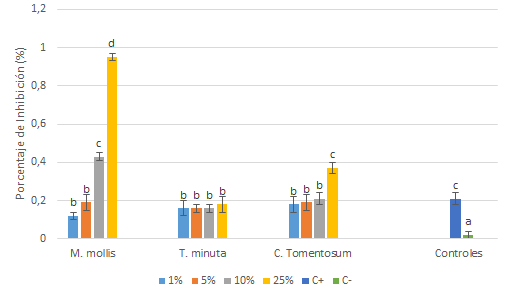 Porcentaje de Inhibición (%)
1,2
1
0,8
0,6
0,4
0,2
0
b b c d
b b b b
b b b c
c a
M. mollis T. minuta C. Tomentosum Controles
1% 5% 10% 25% C+ C-